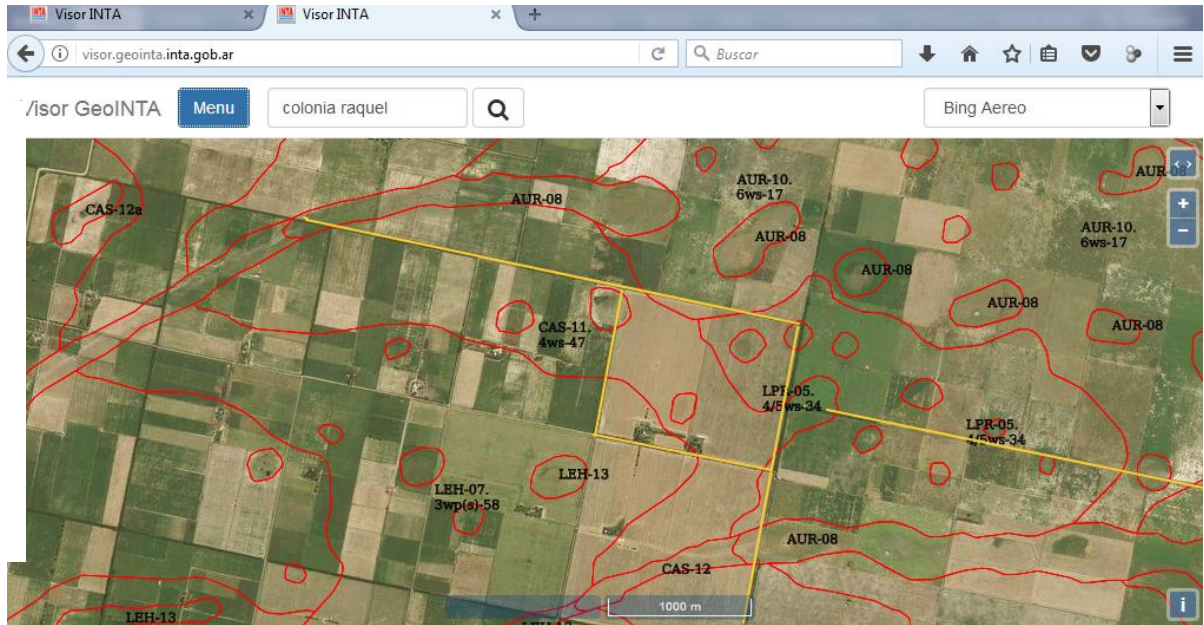 Visor INTA
Visor INTA
visor.geointa.inta.gob.ar
Buscar
Visor GeoINTA
Menu
colonia raquel
Bing Aereo
CAS-12a
AUR-08
AUR-10.
6ws-17
AUR-08
AUR-08
AUR-08
AUR-10.
6ws-17
AUR-08
AUR-08
CAS-11.
4ws-47
LPR-05.
4/5ws-34
LPR-05.
4/5ws-34
LEH-13
LEH-07.
3wp(s)-58
AUR-08
CAS-12
1000 m
LEH-13